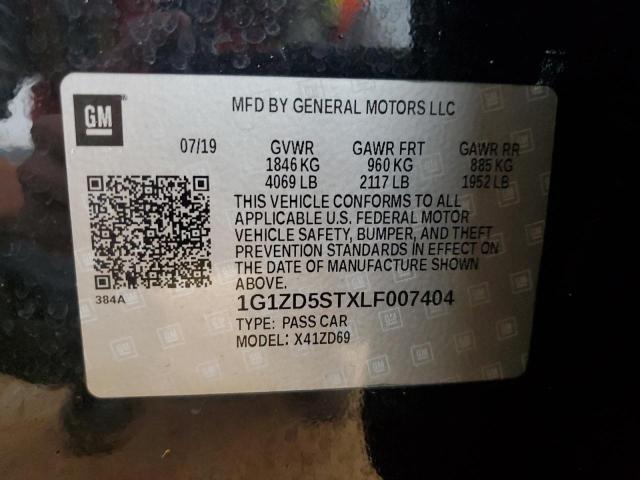 GM
MFD BY GENERAL MOTORS LLC
07/19 GVWR GAWR FRT GAWR RR
1846 KG 960 KG 885 KG
4069 LB 2117 LB 1952 LB
THIS VEHICLE CONFORMS TO ALL
APPLICABLE U.S. FEDERAL MOTOR
VEHICLE SAFETY, BUMPER, AND THEFT
PREVENTION STANDARDS IN EFFECT ON
THE DATE OF MANUFACTURE SHOWN
ABOVE.
384A
1G1ZD5STXLF007404
TYPE: PASS CAR
MODEL: X41ZD69